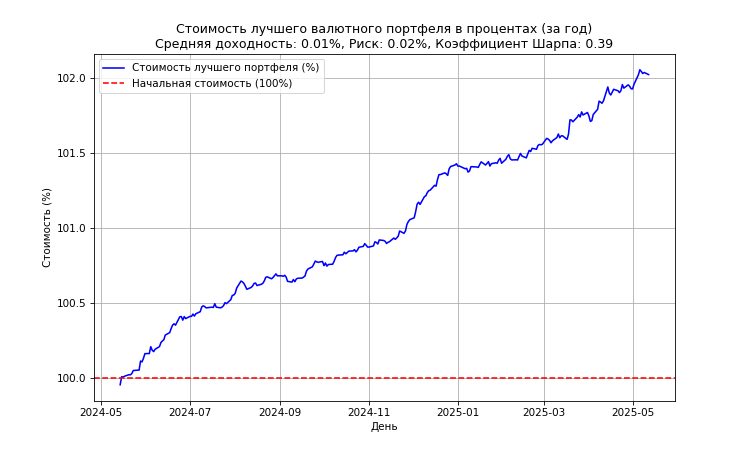 Стоимость лучшего валютного портфеля в процентах (за год)
Средняя доходность: 0.01%, Риск: 0.02%, Коэффициент Шарпа: 0.39
Стоимость лучшего портфеля (%)
Начальная стоимость (100%)
Стоимость (%)
102.0
101.5
101.0
100.5
100.0
2024-05
2024-07
2024-09
2024-11
2025-01
2025-03
2025-05
День